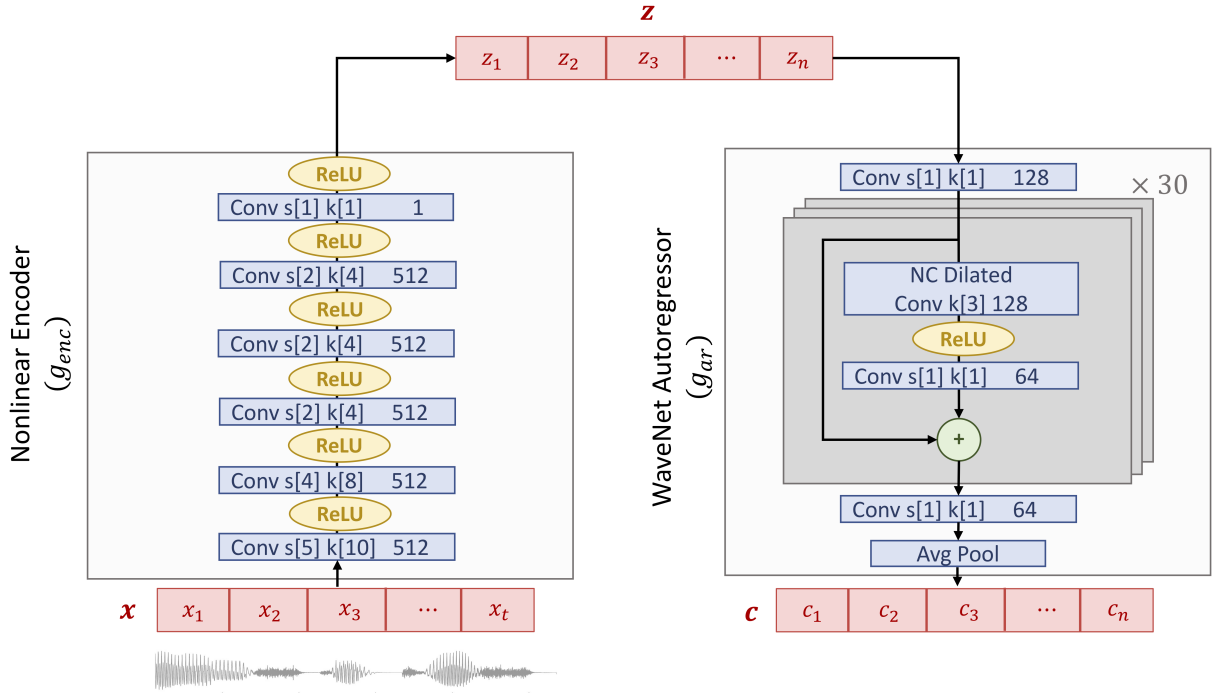 z
z₁ z₂ z₃ ⋯ zₙ
Nonlinear Encoder
(g_enc)
ReLU
Conv s[1] k[1] 1
ReLU
Conv s[2] k[4] 512
ReLU
Conv s[2] k[4] 512
ReLU
Conv s[2] k[4] 512
ReLU
Conv s[4] k[8] 512
ReLU
Conv s[5] k[10] 512
x x₁ x₂ x₃ ⋯ xₜ
WaveNet Autoregressor
(g_ar)
Conv s[1] k[1] 128
× 30
NC Dilated
Conv k[3] 128
ReLU
Conv s[1] k[1] 64
+
Conv s[1] k[1] 64
Avg Pool
c c₁ c₂ c₃ ⋯ cₙ